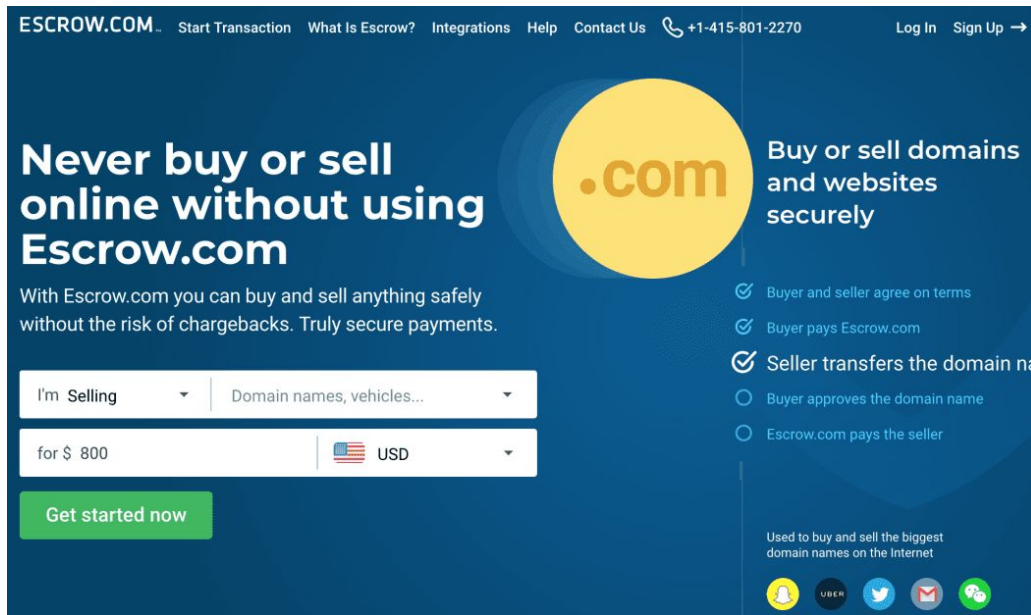 ESCROW.COM
Start Transaction What Is Escrow? Integrations Help Contact Us +1-415-801-2270 Log In Sign Up →
Never buy or sell
online without using
Escrow.com
With Escrow.com you can buy and sell anything safely
without the risk of chargebacks. Truly secure payments.
I'm Selling
Domain names, vehicles...
for $ 800
USD
Get started now
.com
Buy or sell domains
and websites
securely
Buyer and seller agree on terms
Buyer pays Escrow.com
Seller transfers the domain na
Buyer approves the domain name
Escrow.com pays the seller
Used to buy and sell the biggest
domain names on the Internet
UBER